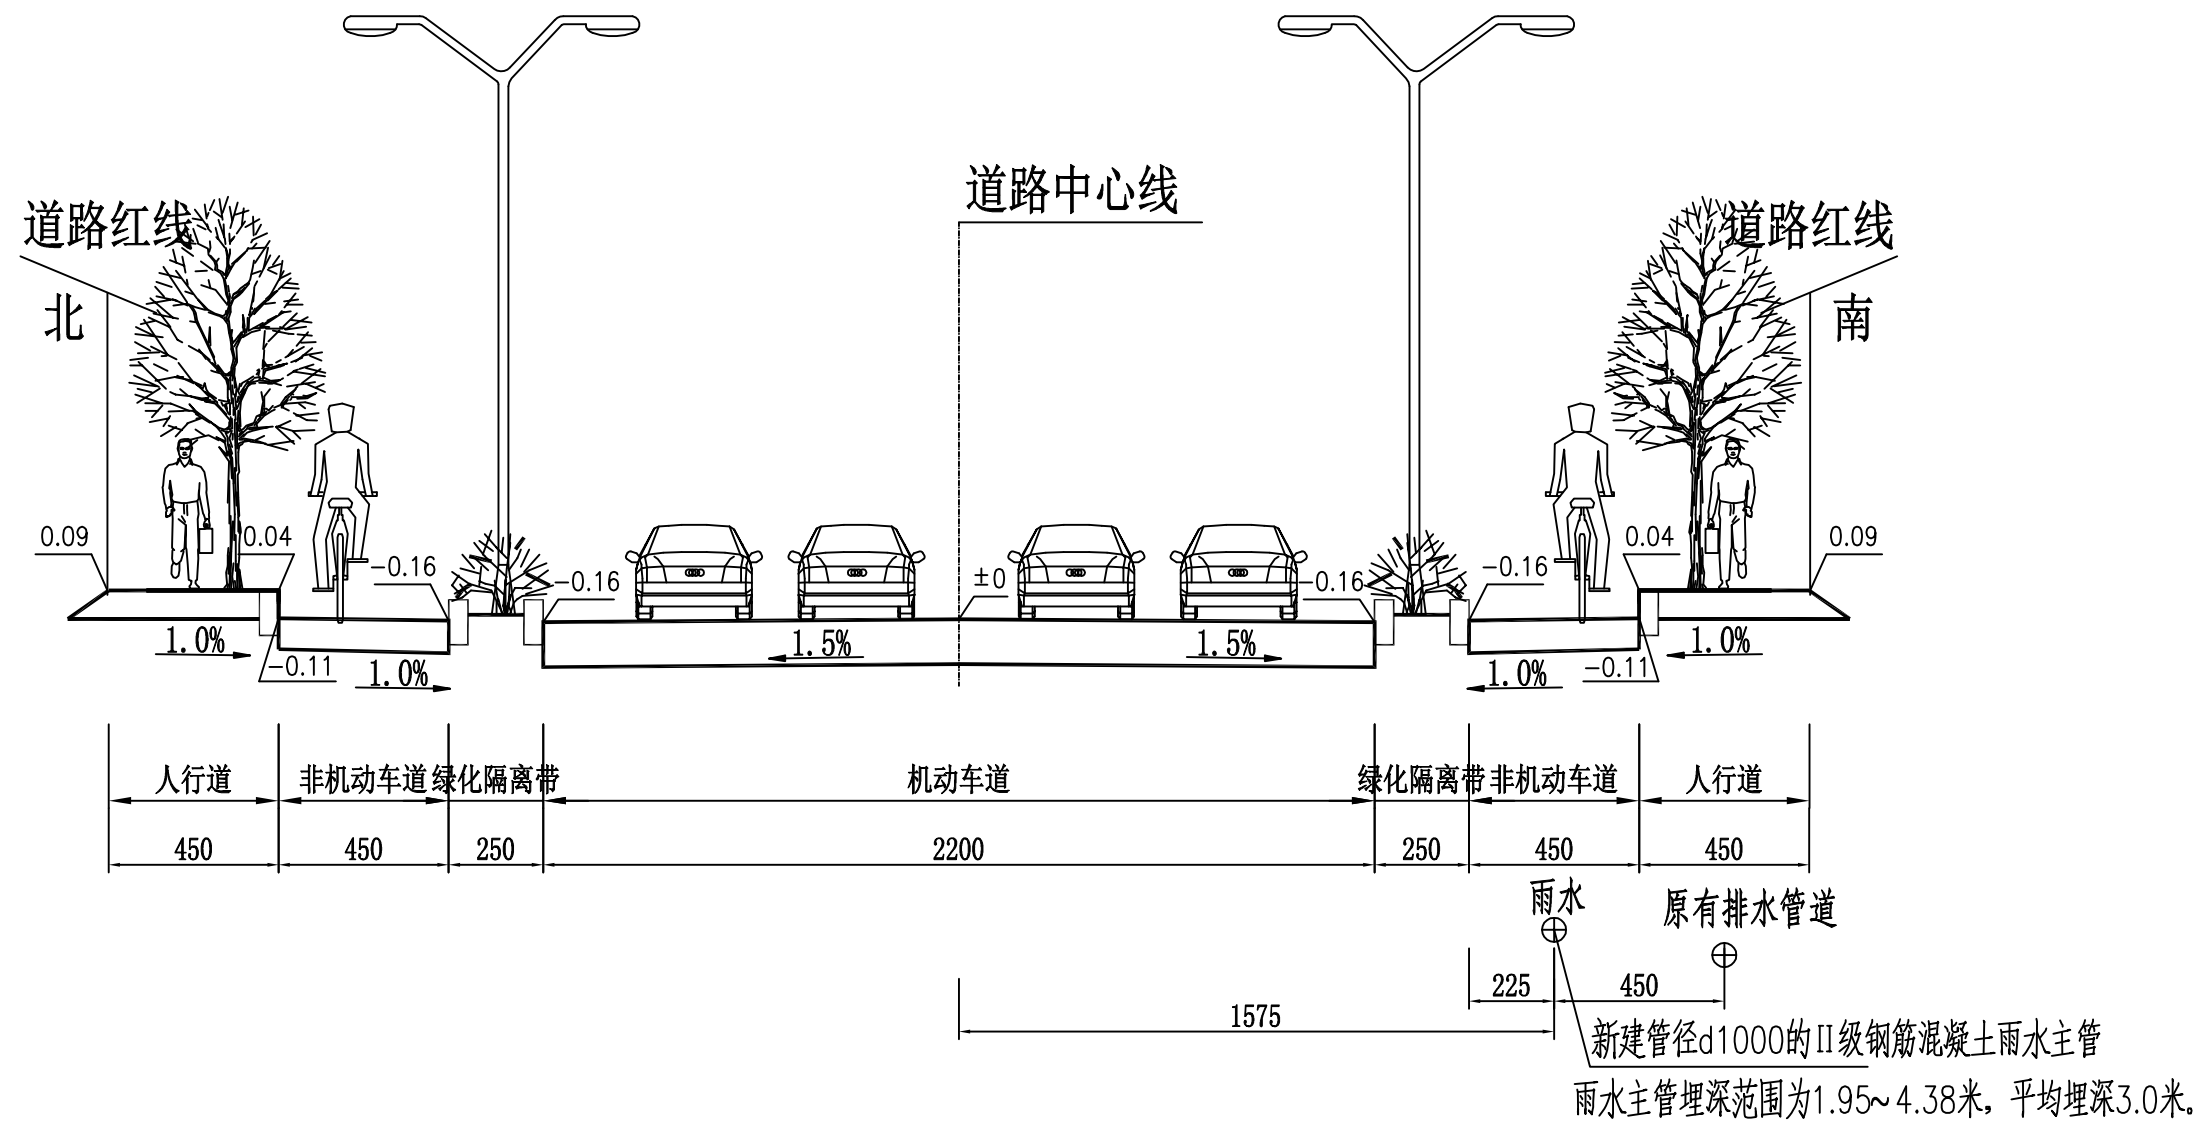 道路中心线
道路红线
道路红线
北
南
0.09
0.04
-0.16
-0.16
±0
-0.16
-0.16
0.04
0.09
1.0%
-0.11
1.0%
1.5%
1.5%
1.0%
-0.11
1.0%
人行道
非机动车道
绿化隔离带
机动车道
绿化隔离带
非机动车道
人行道
450
450
250
2200
250
450
450
雨水
原有排水管道
225
450
1575
新建管径d1000的Ⅱ级钢筋混凝土雨水主管
雨水主管埋深范围为1.95~4.38米，平均埋深3.0米。